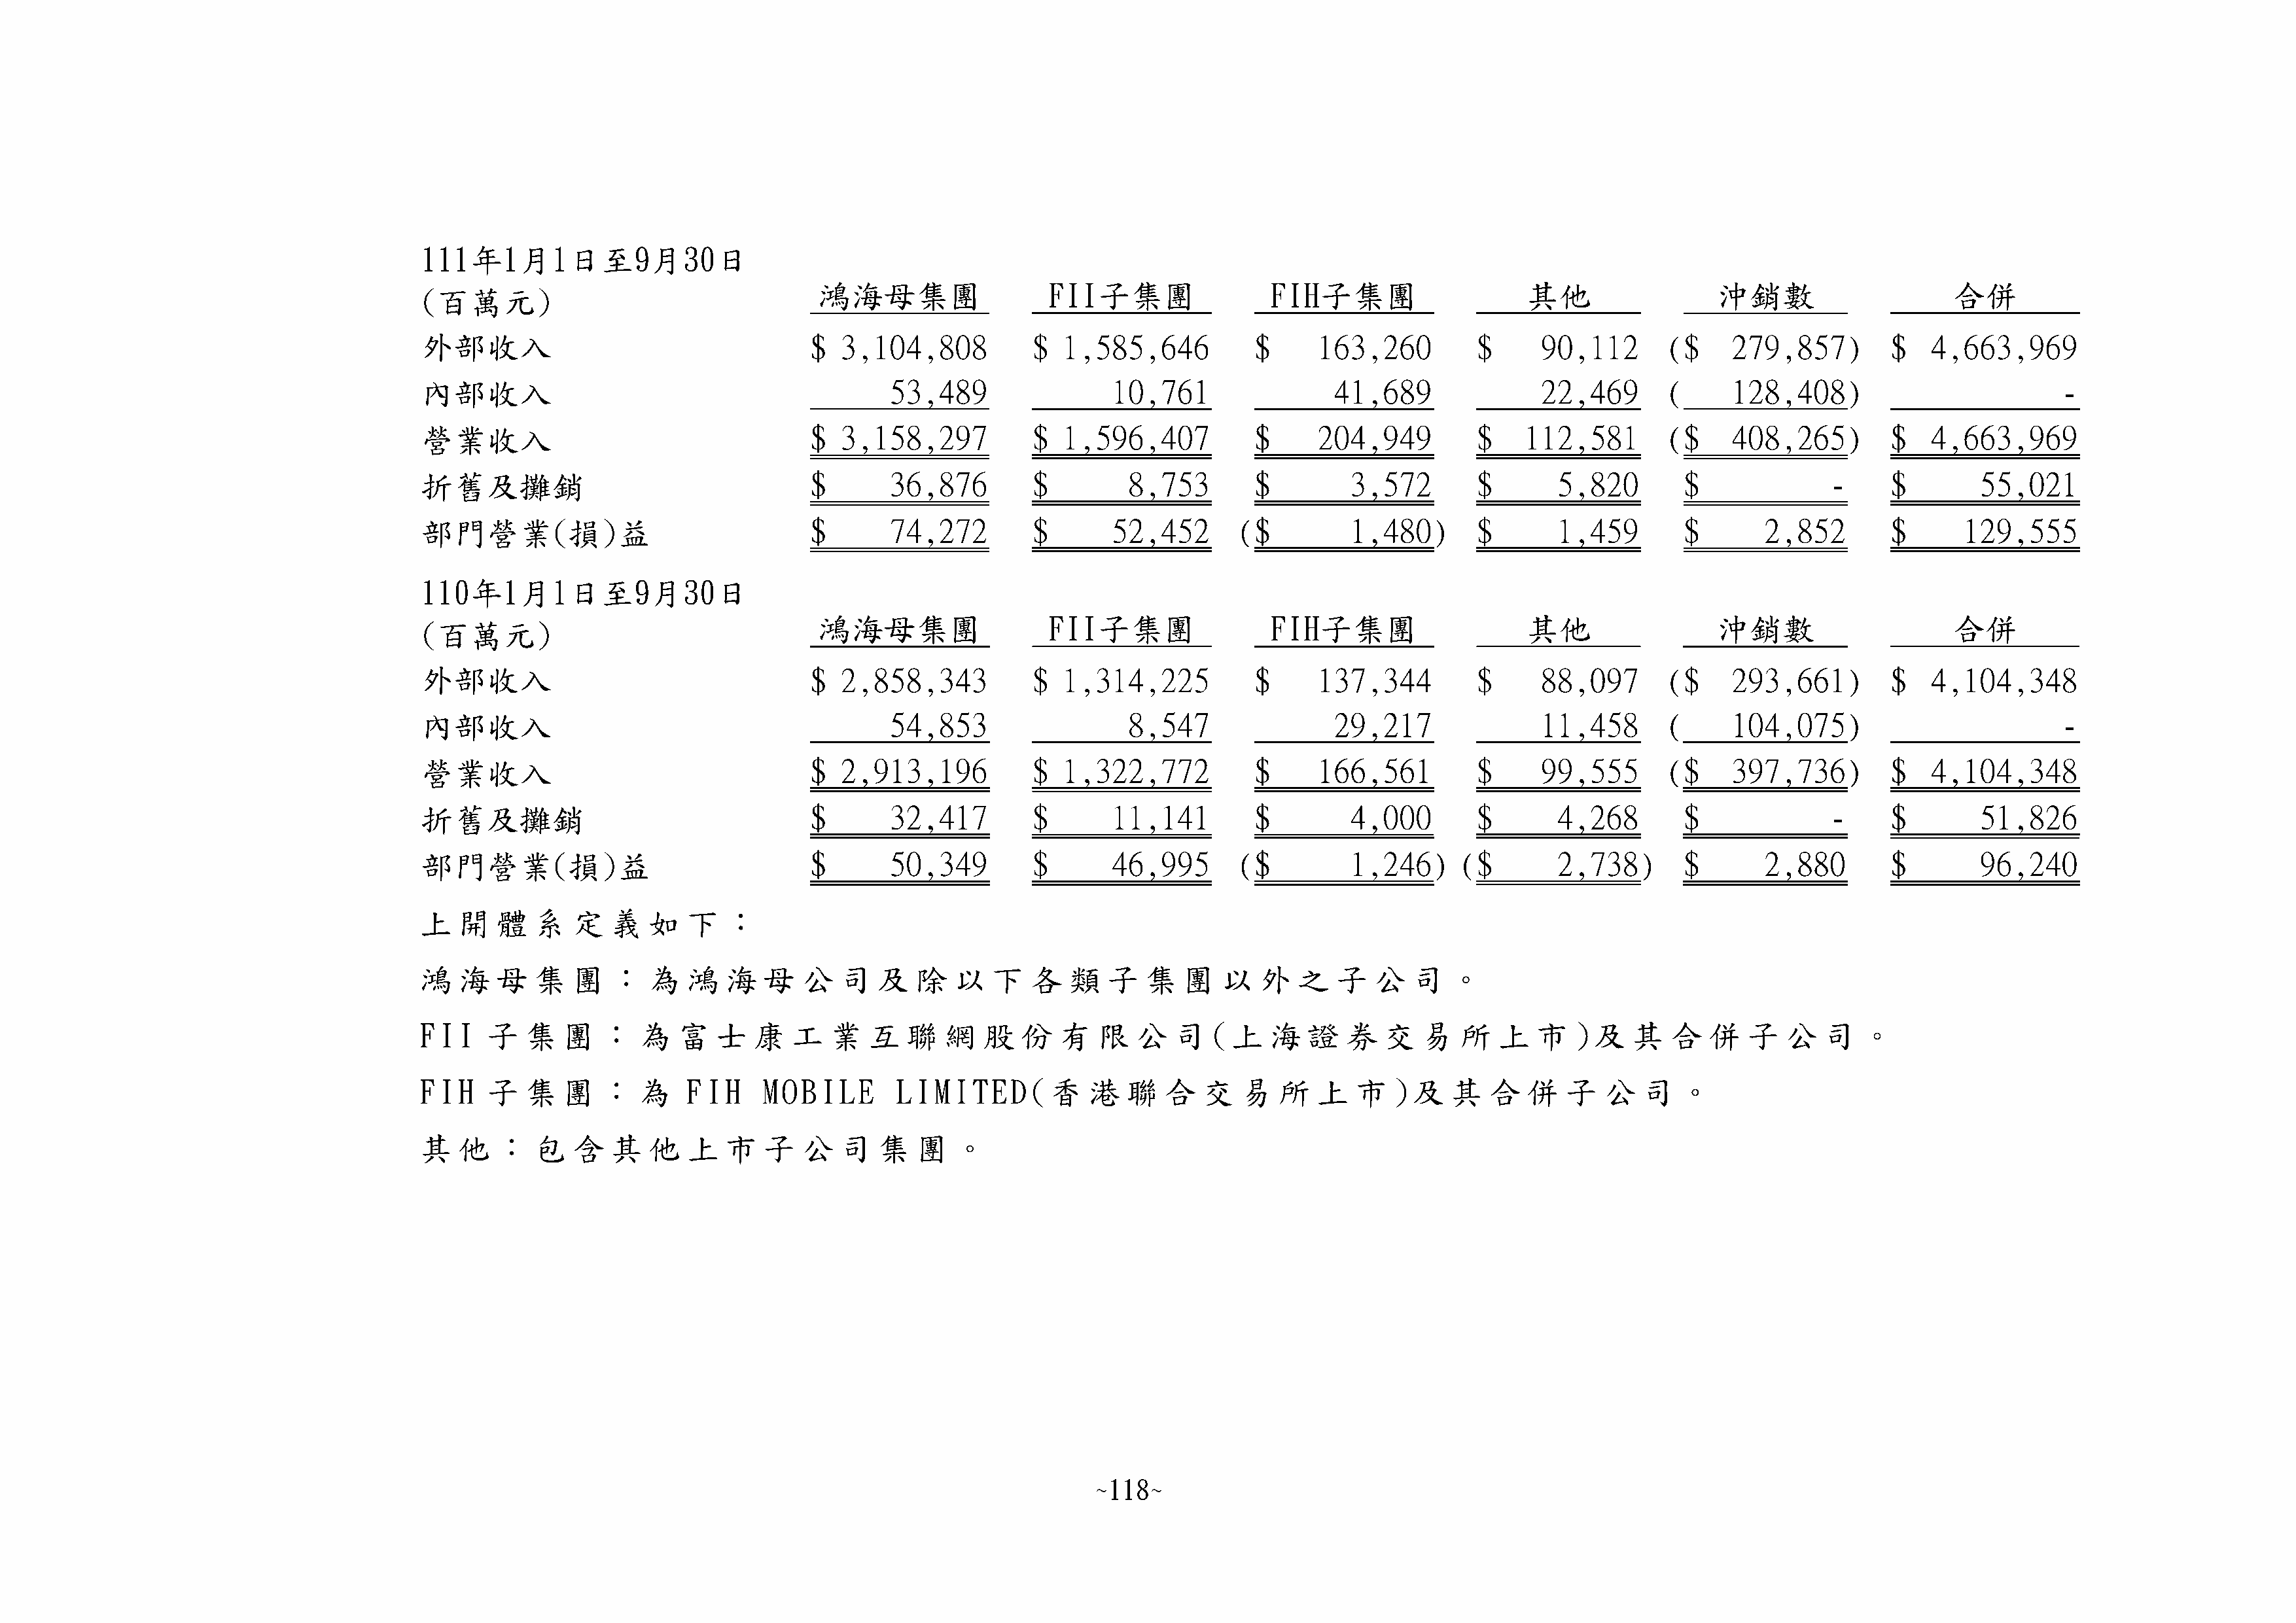 111年1月1日至9月30日
(百萬元) 鴻海母集團 FII子集團 FIH子集團 其他 沖銷數 合併
外部收入 $ 3,104,808 $ 1,585,646 $ 163,260 $ 90,112 ($ 279,857) $ 4,663,969
內部收入 53,489 10,761 41,689 22,469 ( 128,408) -
營業收入 $ 3,158,297 $ 1,596,407 $ 204,949 $ 112,581 ($ 408,265) $ 4,663,969
折舊及攤銷 $ 36,876 $ 8,753 $ 3,572 $ 5,820 $ - $ 55,021
部門營業(損)益 $ 74,272 $ 52,452 ($ 1,480) $ 1,459 $ 2,852 $ 129,555
110年1月1日至9月30日
(百萬元) 鴻海母集團 FII子集團 FIH子集團 其他 沖銷數 合併
外部收入 $ 2,858,343 $ 1,314,225 $ 137,344 $ 88,097 ($ 293,661) $ 4,104,348
內部收入 54,853 8,547 29,217 11,458 ( 104,075) -
營業收入 $ 2,913,196 $ 1,322,772 $ 166,561 $ 99,555 ($ 397,736) $ 4,104,348
折舊及攤銷 $ 32,417 $ 11,141 $ 4,000 $ 4,268 $ - $ 51,826
部門營業(損)益 $ 50,349 $ 46,995 ($ 1,246) ($ 2,738) $ 2,880 $ 96,240
上開體系定義如下：
鴻海母集團：為鴻海母公司及除以下各類子集團以外之子公司。
FII 子集團：為富士康工業互聯網股份有限公司(上海證券交易所上市)及其合併子公司。
FIH 子集團：為 FIH MOBILE LIMITED(香港聯合交易所上市)及其合併子公司。
其他：包含其他上市子公司集團。
~118~